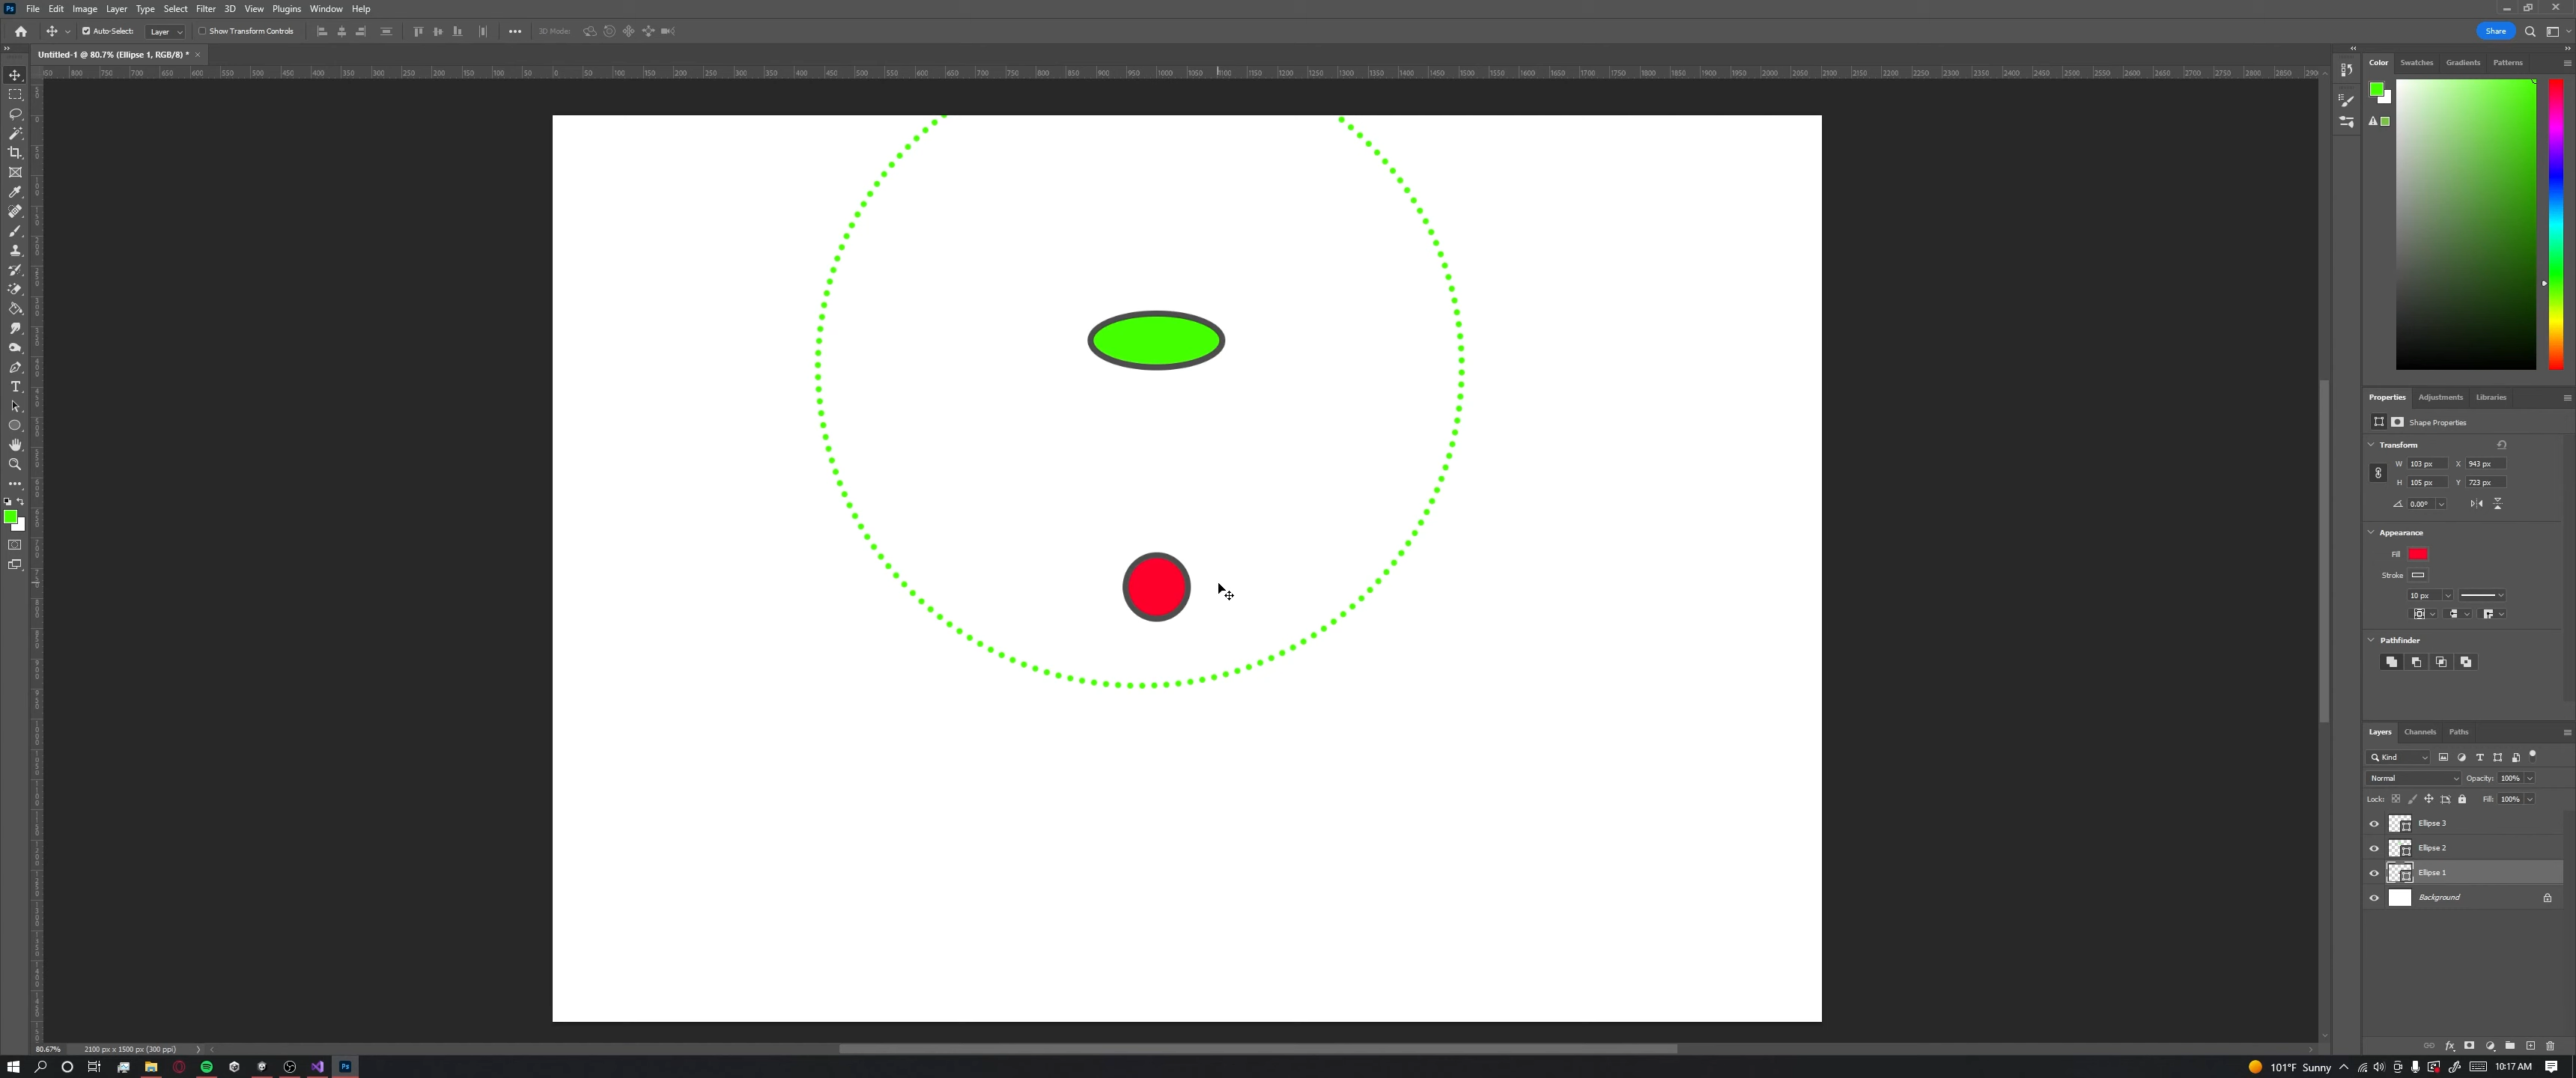 Ps File Edit Image Layer Type Select Filter 3D View Plugins Window Help
Auto-Select: Layer Show Transform Controls 3D Mode: Share
Untitled-1 @ 80.7% (Ellipse 1, RGB/8) *
Color Swatches Gradients Patterns
Properties Adjustments Libraries
Shape Properties
Transform
W 103 px X 943 px
H 105 px Y 723 px
0.00°
Appearance
Fill
Stroke
10 px
Pathfinder
Layers Channels Paths
Kind
Normal Opacity: 100%
Lock: Fill: 100%
Ellipse 3
Ellipse 2
Ellipse 1
Background
80.67% 2100 px x 1500 px (300 ppi)
Ps 101°F Sunny 10:17 AM